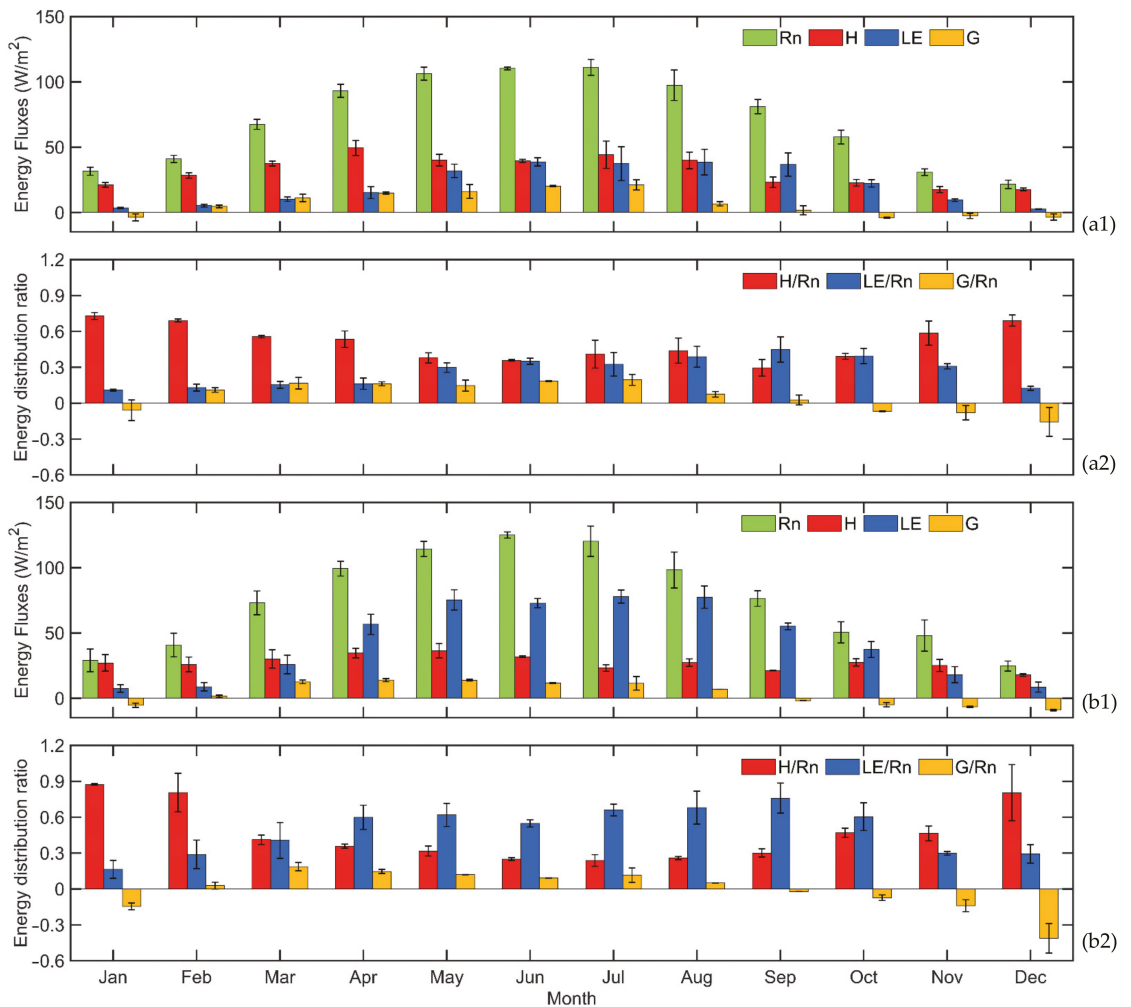 150
100
50
0
Energy Fluxes (W/m²)
Rn H LE G
(a1)
1.2
0.9
0.6
0.3
0
−0.3
−0.6
Energy distribution ratio
H/Rn LE/Rn G/Rn
(a2)
150
100
50
0
Energy Fluxes (W/m²)
Rn H LE G
(b1)
1.2
0.9
0.6
0.3
0
−0.3
−0.6
Energy distribution ratio
H/Rn LE/Rn G/Rn
(b2)
Jan Feb Mar Apr May Jun Jul Aug Sep Oct Nov Dec
Month